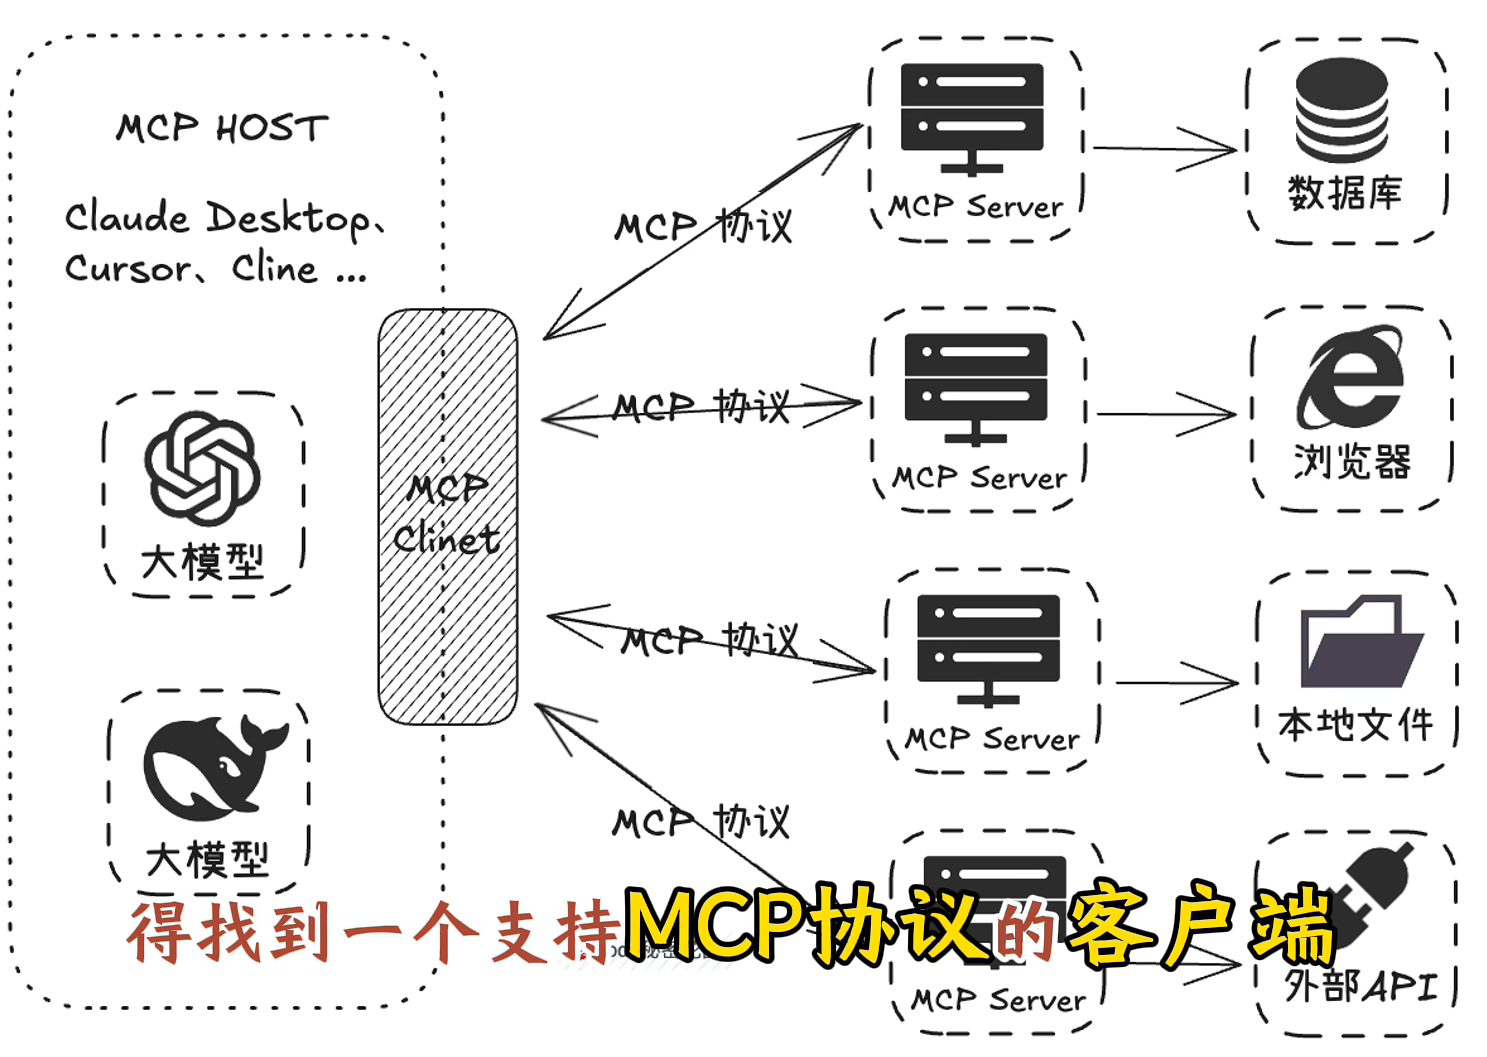 MCP HOST
Claude Desktop、
Cursor、Cline ...
大模型
大模型
MCP
Clinet
MCP 协议
MCP 协议
MCP 协议
MCP 协议
MCP Server
数据库
MCP Server
浏览器
MCP Server
本地文件
MCP Server
外部API
得找到一个支持MCP协议的客户端